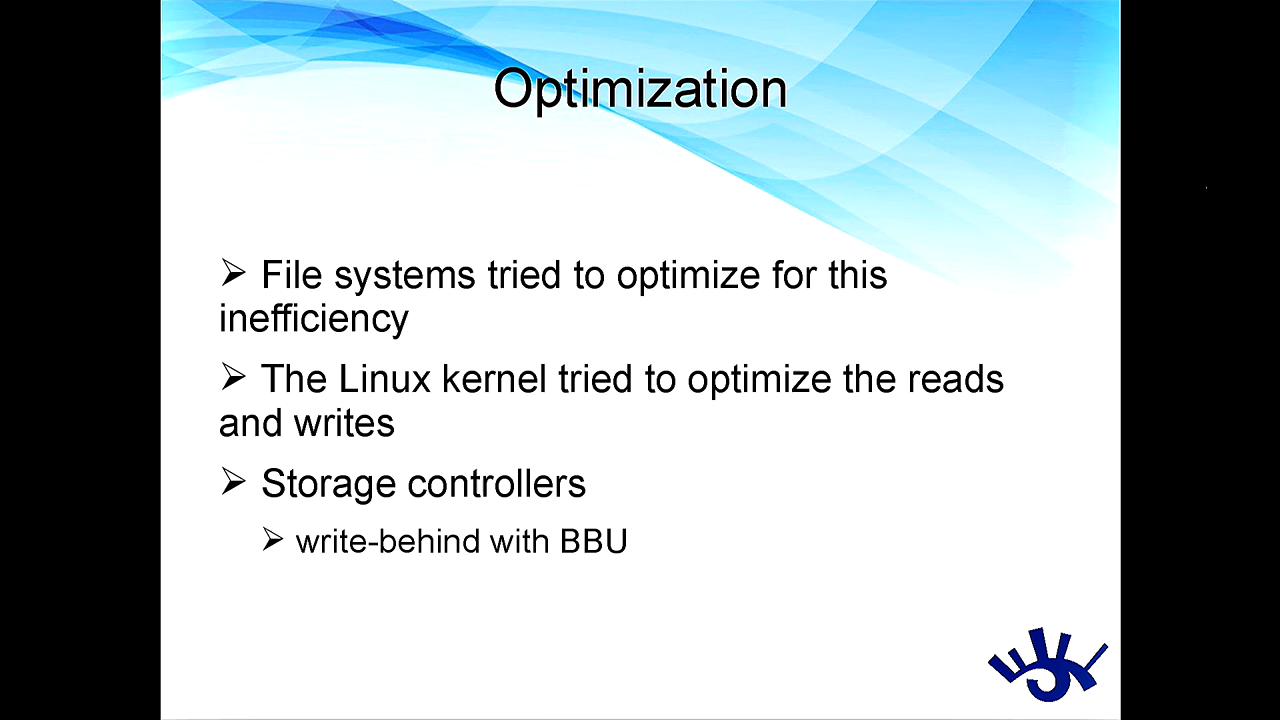 Optimization
➢ File systems tried to optimize for this
inefficiency
➢ The Linux kernel tried to optimize the reads
and writes
➢ Storage controllers
➢ write-behind with BBU